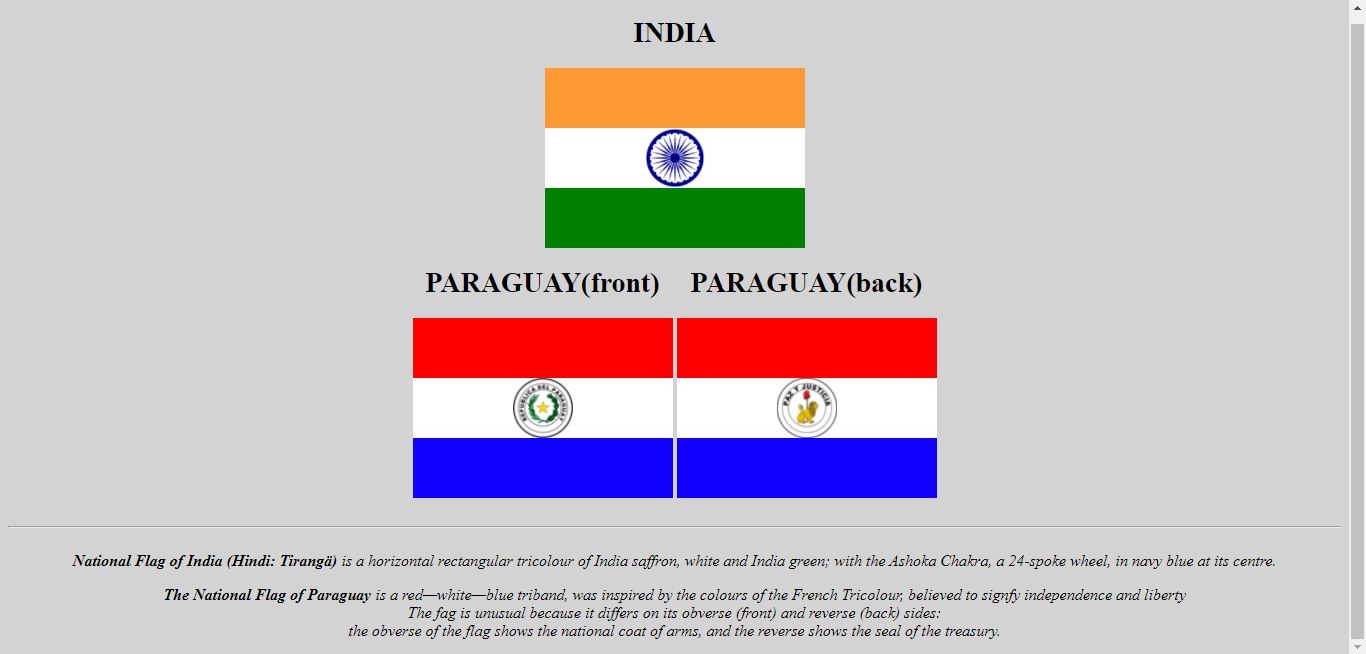 INDIA
PARAGUAY(front) PARAGUAY(back)
REPUBLICA DEL PARAGUAY
PAZ Y JUSTICIA
National Flag of India (Hindi: Tirangā) is a horizontal rectangular tricolour of India saffron, white and India green; with the Ashoka Chakra, a 24-spoke wheel, in navy blue at its centre.
The National Flag of Paraguay is a red—white—blue triband, was inspired by the colours of the French Tricolour, believed to signfy independence and liberty
The fag is unusual because it differs on its obverse (front) and reverse (back) sides:
the obverse of the flag shows the national coat of arms, and the reverse shows the seal of the treasury.